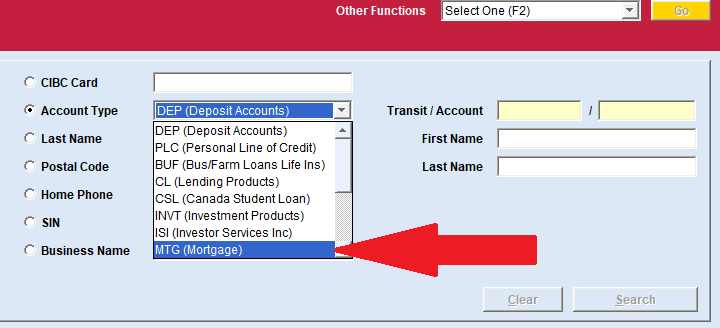 Other Functions Select One (F2) Go
CIBC Card
Account Type DEP (Deposit Accounts) Transit / Account /
DEP (Deposit Accounts)
Last Name First Name
PLC (Personal Line of Credit)
BUF (Bus/Farm Loans Life Ins)
Postal Code Last Name
CL (Lending Products)
Home Phone CSL (Canada Student Loan)
INVT (Investment Products)
SIN
ISI (Investor Services Inc)
Business Name MTG (Mortgage)
Clear Search